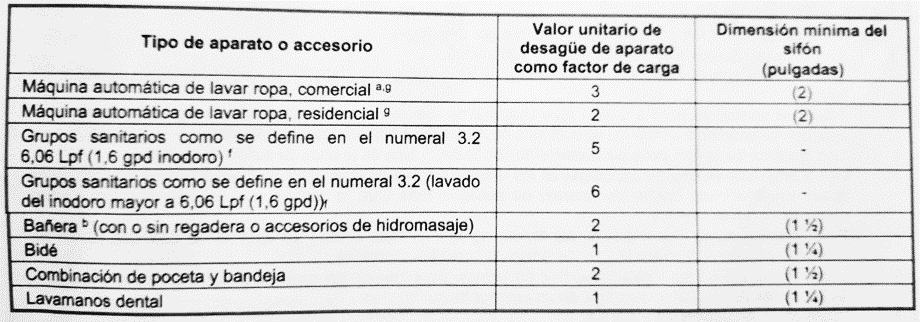 Tipo de aparato o accesorio
Valor unitario de
desagüe de aparato
como factor de carga
Dimensión mínima del
sifón
(pulgadas)
Máquina automática de lavar ropa, comercial a,g
3
(2)
Máquina automática de lavar ropa, residencial g
2
(2)
Grupos sanitarios como se define en el numeral 3.2
6,06 Lpf (1,6 gpd inodoro) f
5
-
Grupos sanitarios como se define en el numeral 3.2 (lavado
del inodoro mayor a 6,06 Lpf (1,6 gpd))f
6
-
Bañera b (con o sin regadera o accesorios de hidromasaje)
2
(1 ½)
Bidé
1
(1 ¼)
Combinación de poceta y bandeja
2
(1 ½)
Lavamanos dental
1
(1 ¼)